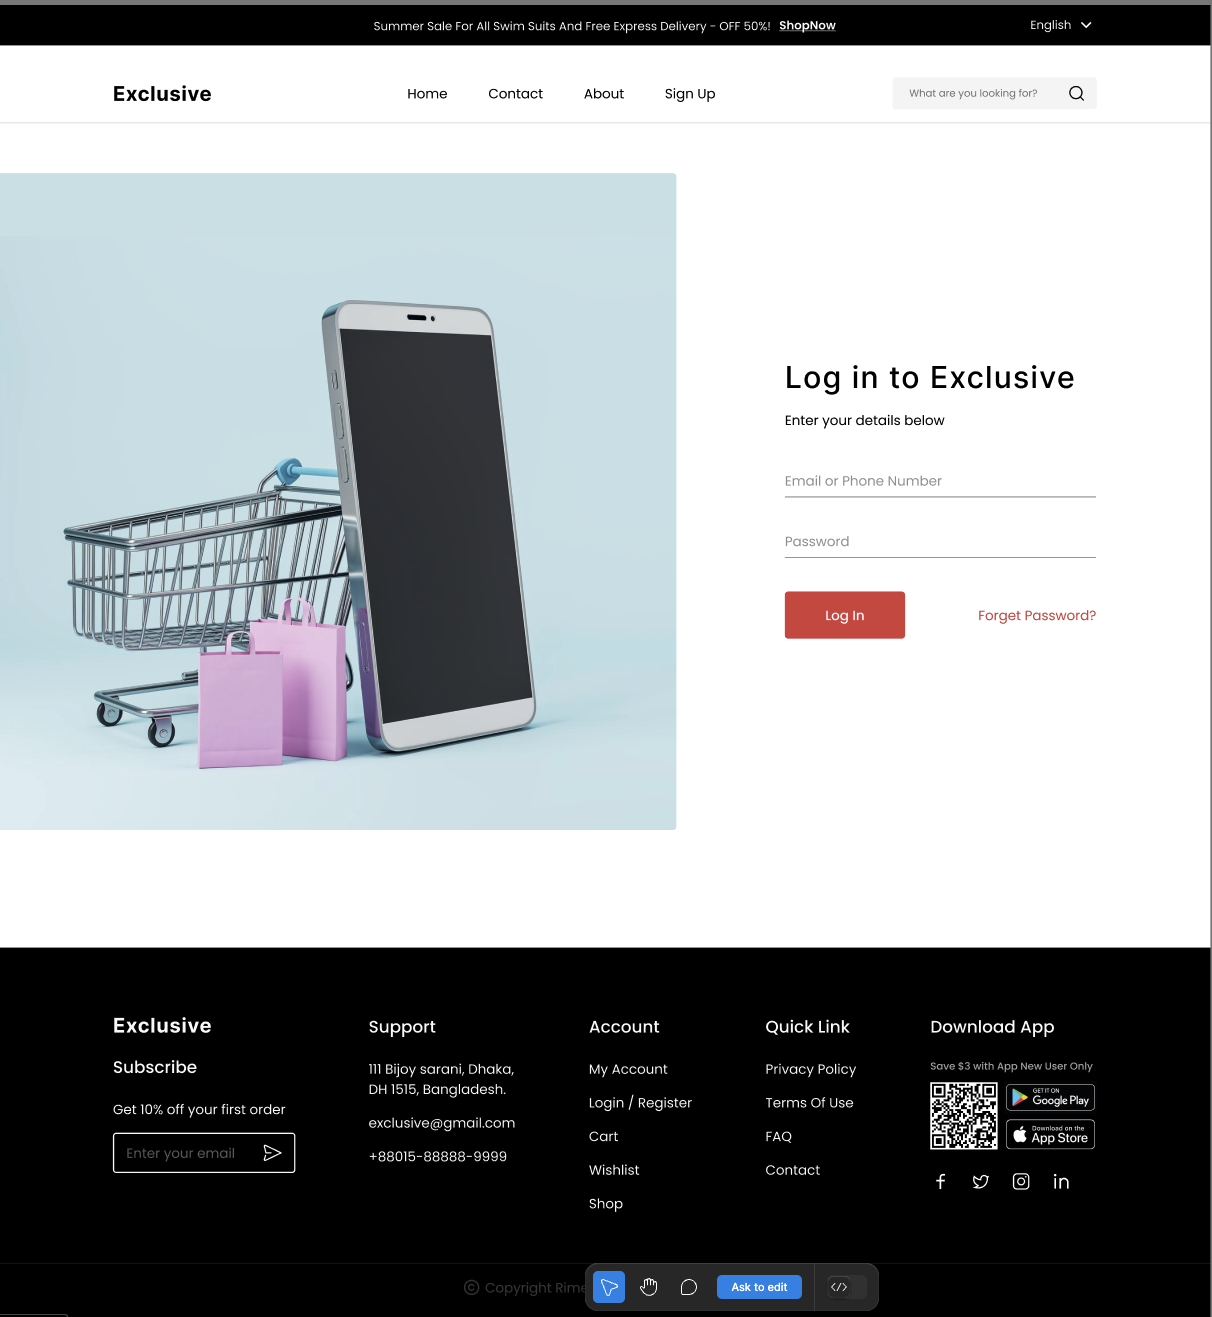 Summer Sale For All Swim Suits And Free Express Delivery - OFF 50%! ShopNow
English
Exclusive
Home
Contact
About
Sign Up
What are you looking for?
Log in to Exclusive
Enter your details below
Email or Phone Number
Password
Log In
Forget Password?
Exclusive
Subscribe
Get 10% off your first order
Enter your email
Support
111 Bijoy sarani, Dhaka,
DH 1515, Bangladesh.
exclusive@gmail.com
+88015-88888-9999
Account
My Account
Login / Register
Cart
Wishlist
Shop
Quick Link
Privacy Policy
Terms Of Use
FAQ
Contact
Download App
Save $3 with App New User Only
GET IT ON
Google Play
Download on the
App Store
© Copyright Rime
Ask to edit